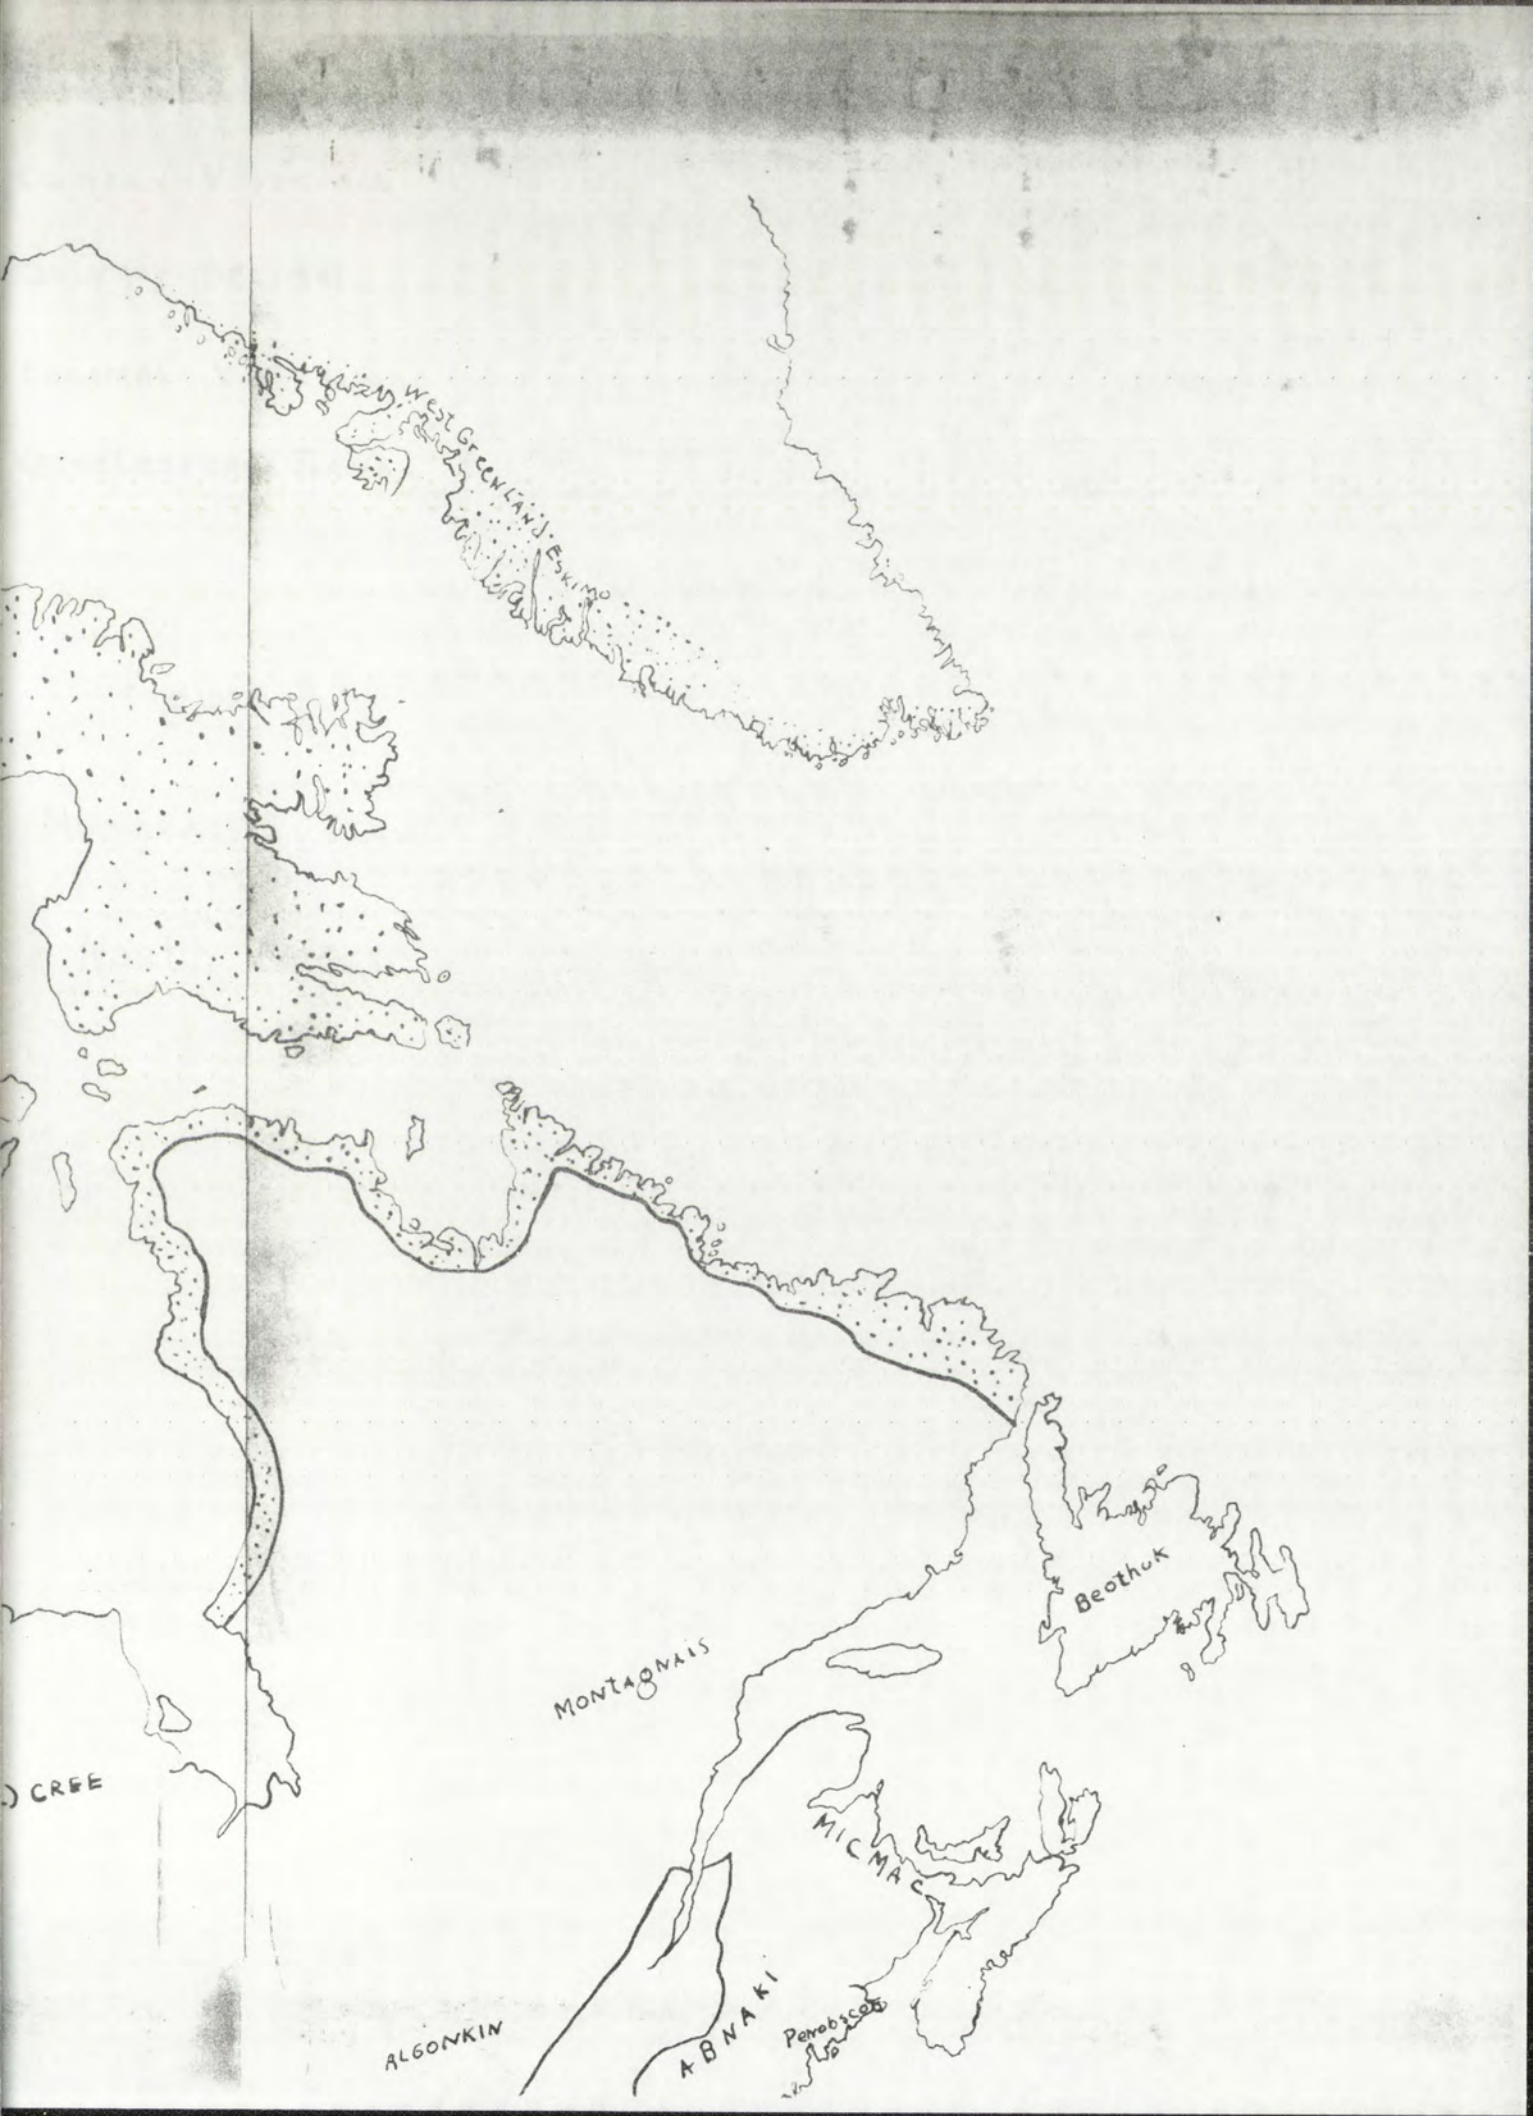 West GreenLAND ESKIMO
Beothuk
MONtAgNAIS
) CREE
MICMAC
ABNAKI
Penobscot
ALGONKIN